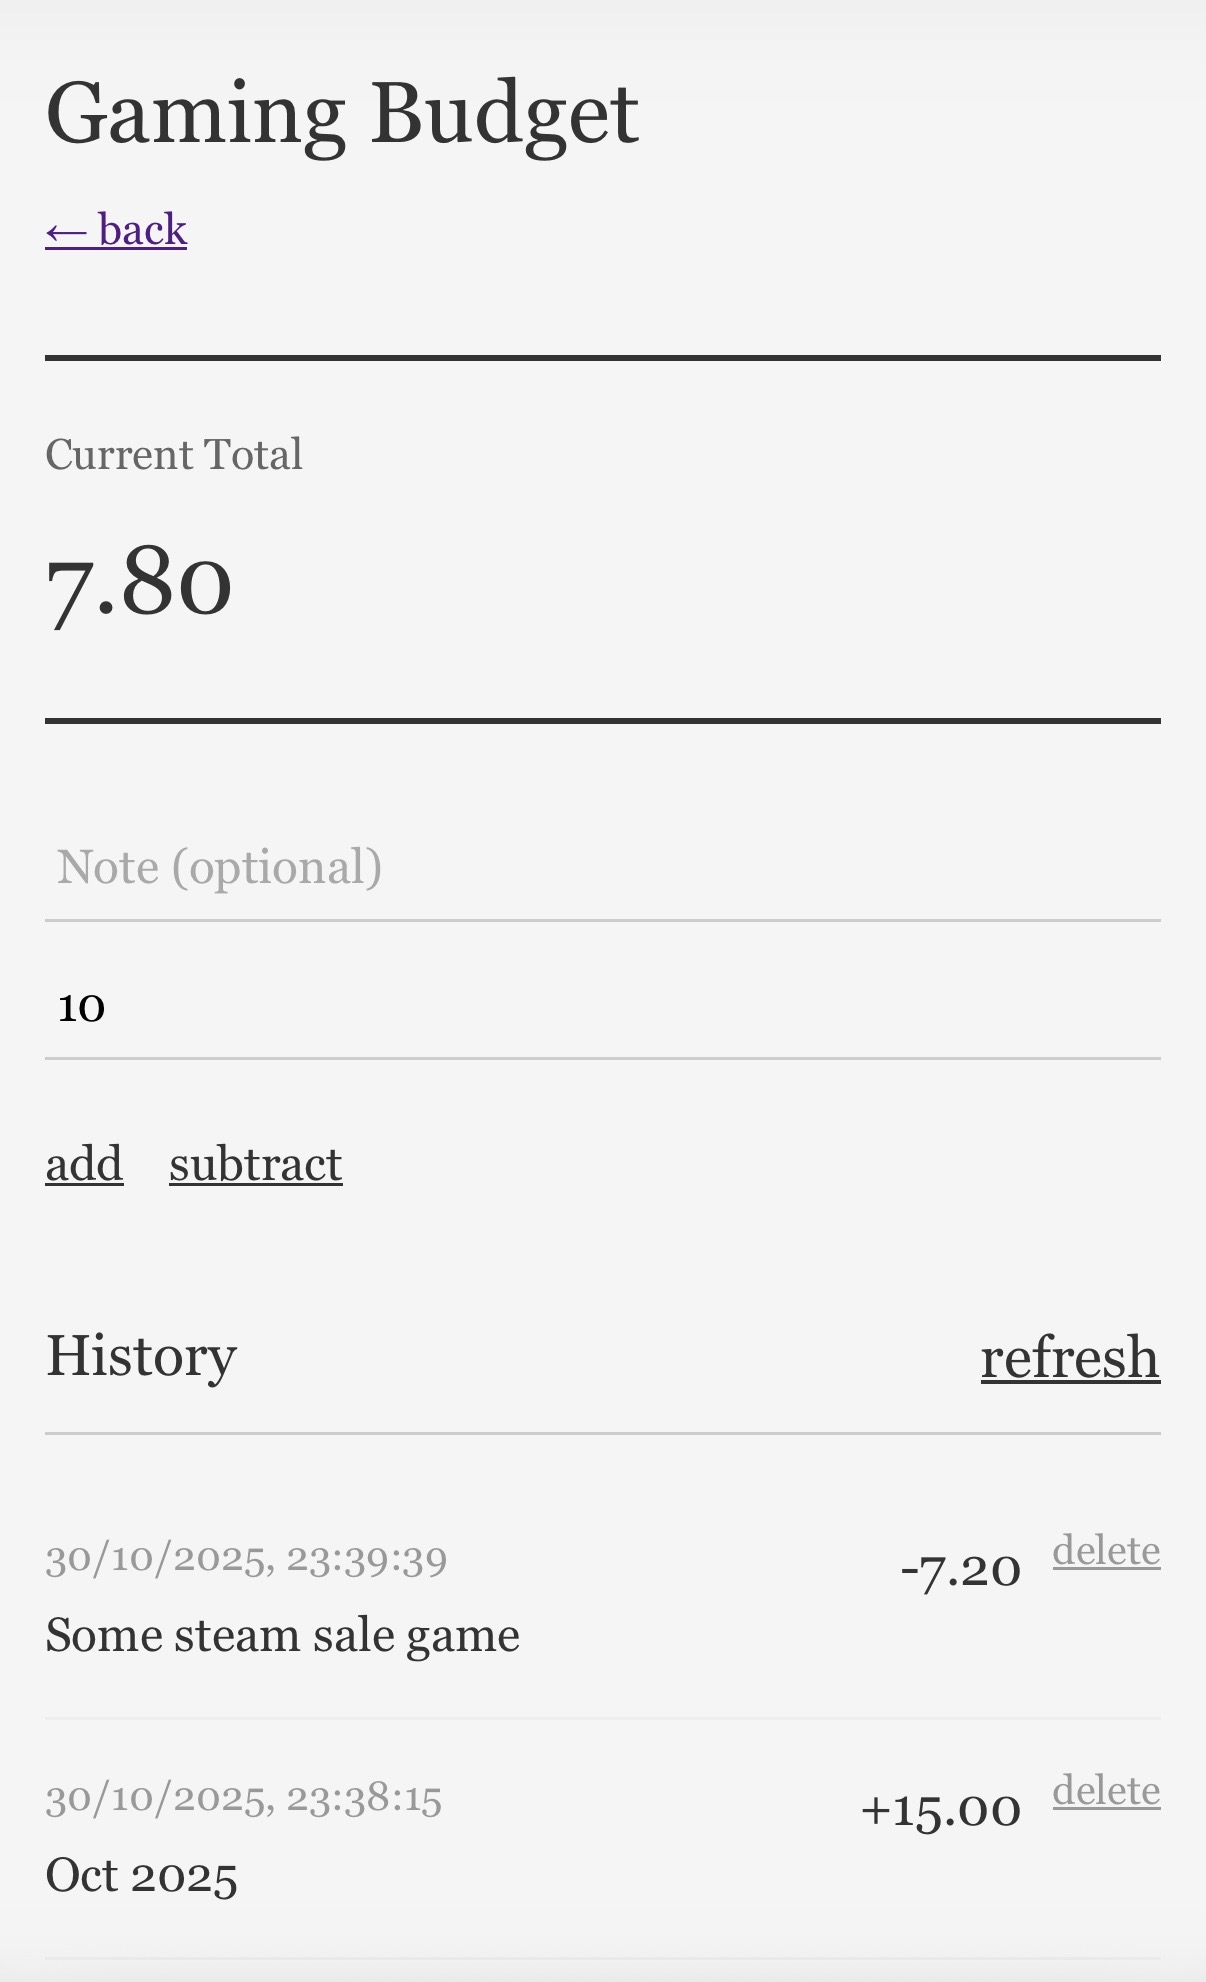 Gaming Budget
← back
Current Total
7.80
Note (optional)
10
add subtract
History refresh
30/10/2025, 23:39:39 -7.20 delete
Some steam sale game
30/10/2025, 23:38:15 +15.00 delete
Oct 2025